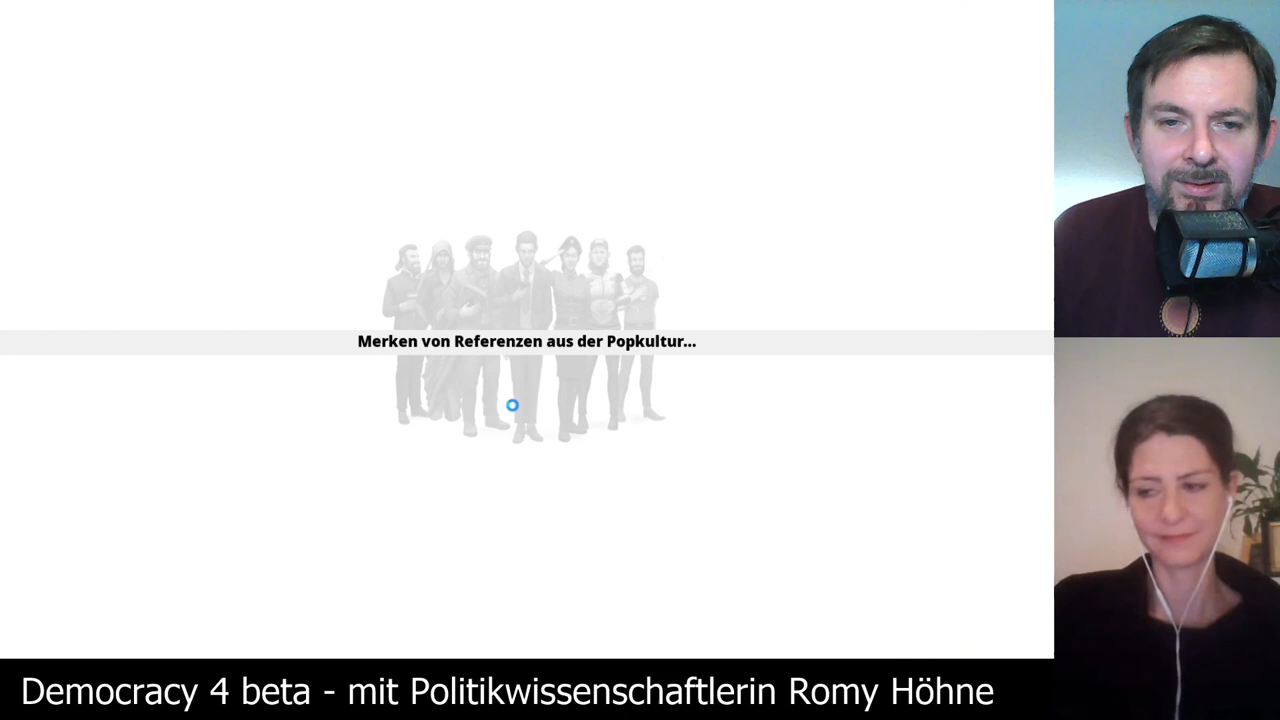 Merken von Referenzen aus der Popkultur...
Democracy 4 beta - mit Politikwissenschaftlerin Romy Höhne